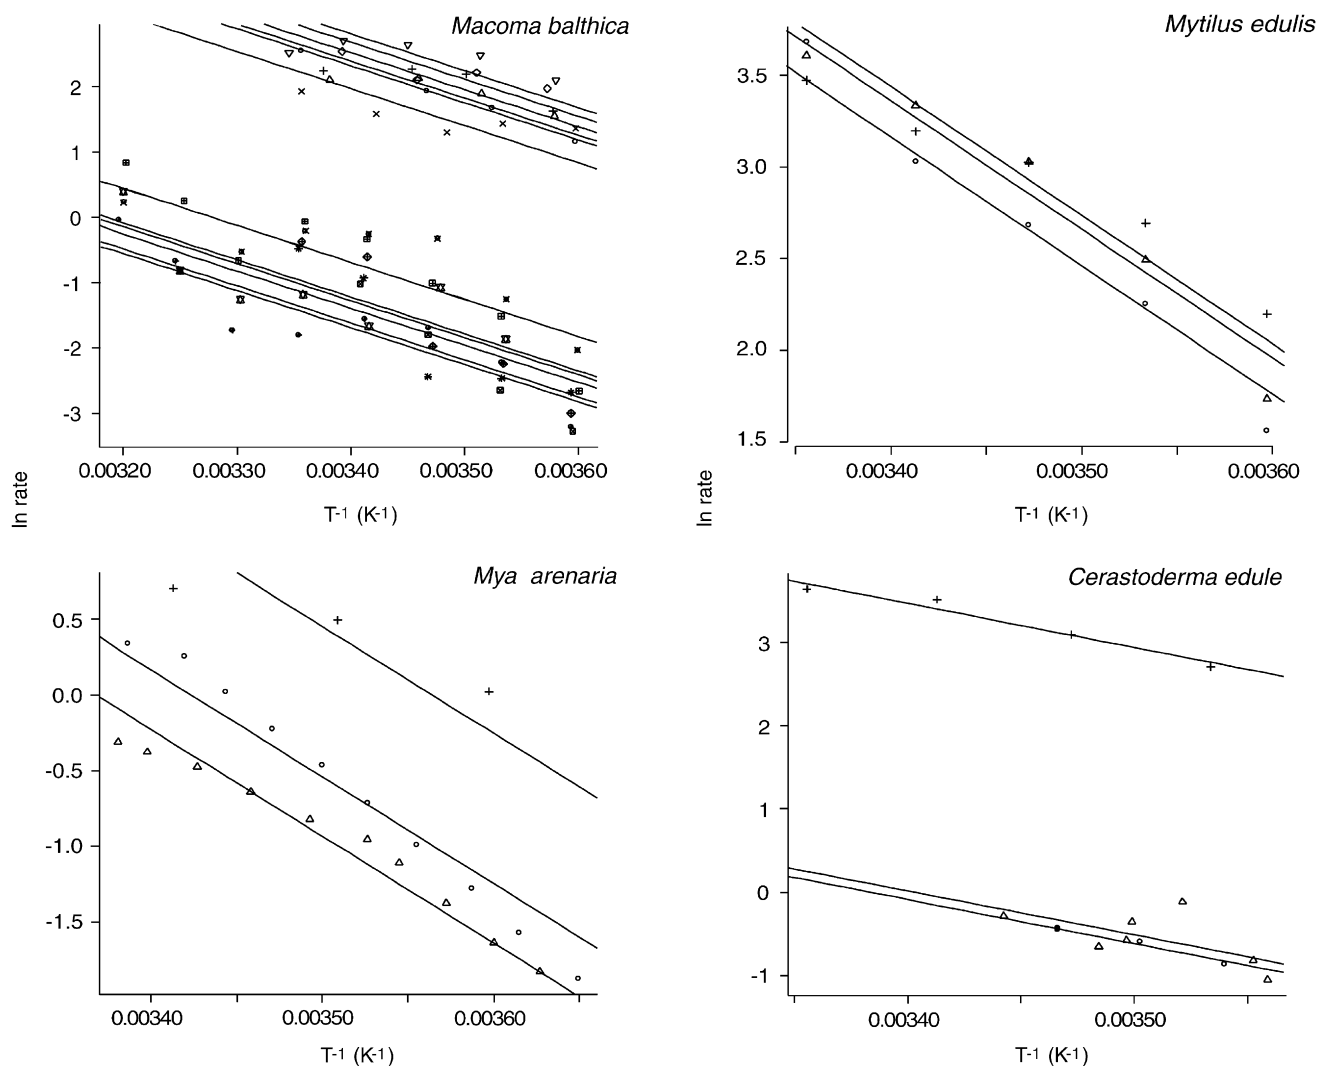 Macoma balthica
2
1
0
-1
-2
-3
0.00320 0.00330 0.00340 0.00350 0.00360
T-1 (K-1)
ln rate
Mytilus edulis
3.5
3.0
2.5
2.0
1.5
0.00340 0.00350 0.00360
T-1 (K-1)
ln rate
Mya arenaria
0.5
0.0
-0.5
-1.0
-1.5
0.00340 0.00350 0.00360
T-1 (K-1)
Cerastoderma edule
3
2
1
0
-1
0.00340 0.00350
T-1 (K-1)